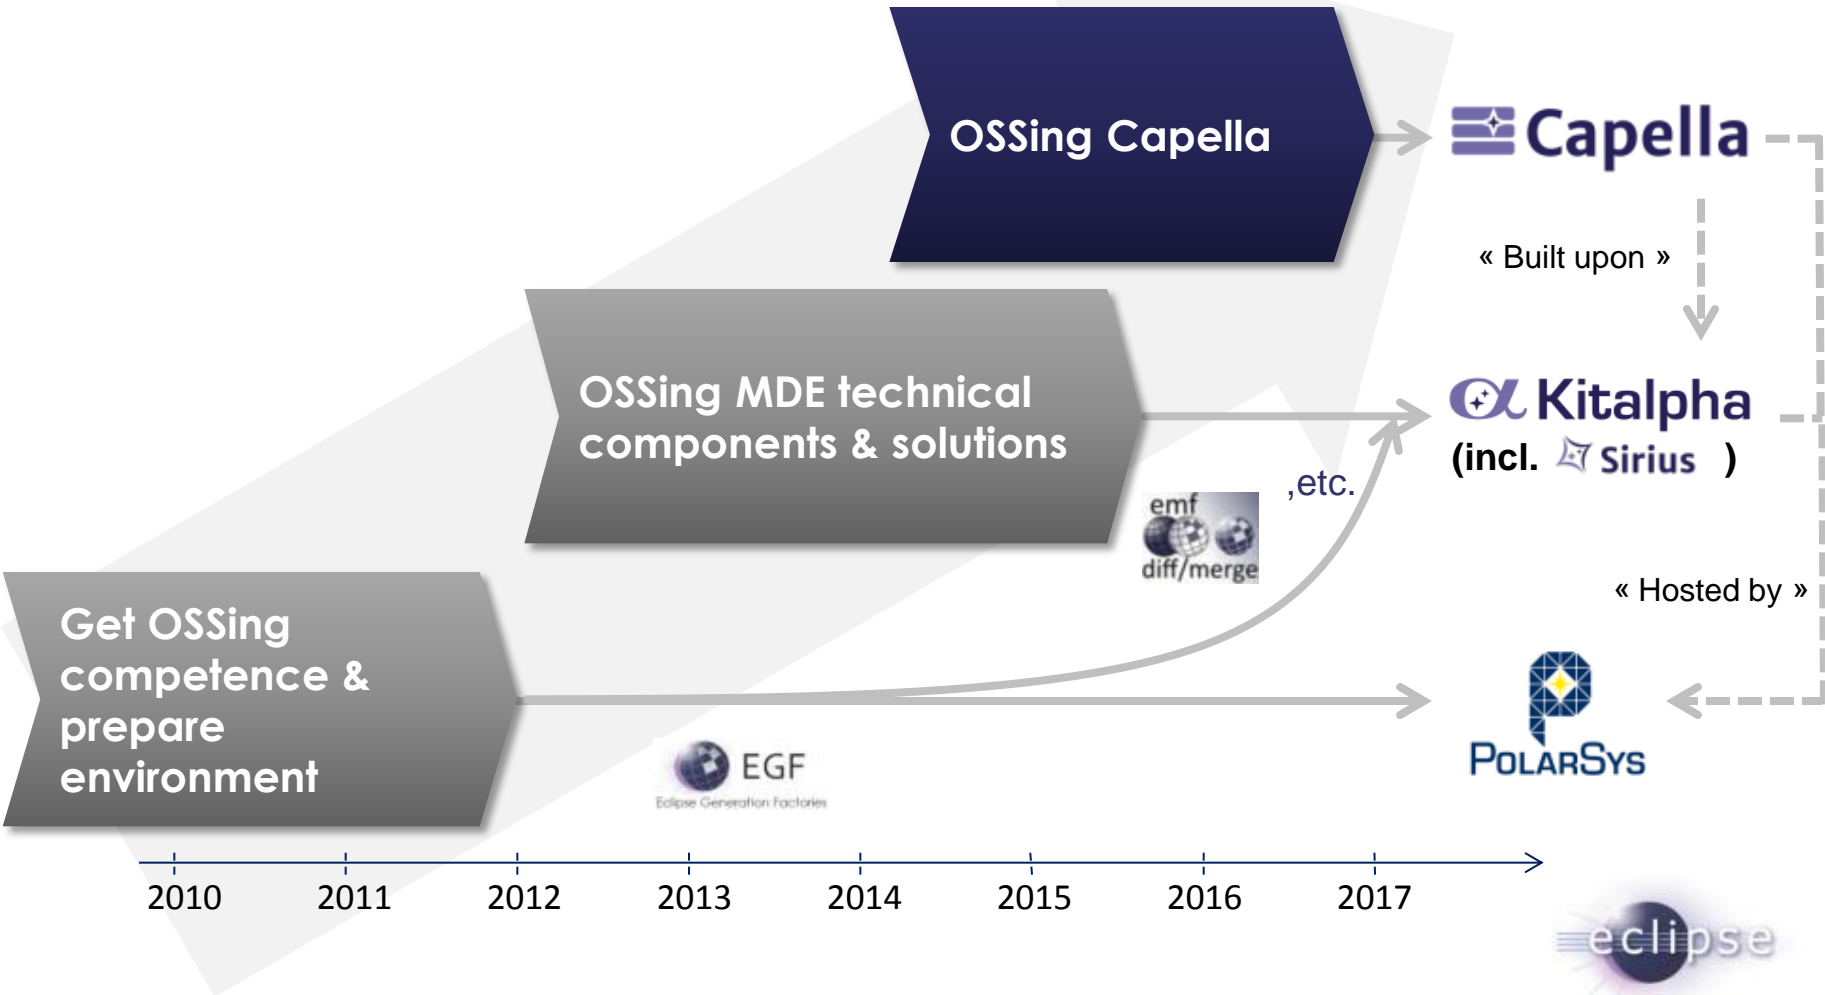 OSSing Capella
Capella
« Built upon »
OSSing MDE technical
components & solutions
Kitalpha
(incl. Sirius )
,etc.
emf
diff/merge
« Hosted by »
Get OSSing
competence &
prepare
environment
EGF
Eclipse Generation Factories
POLARSYS
2010 2011 2012 2013 2014 2015 2016 2017
eclipse